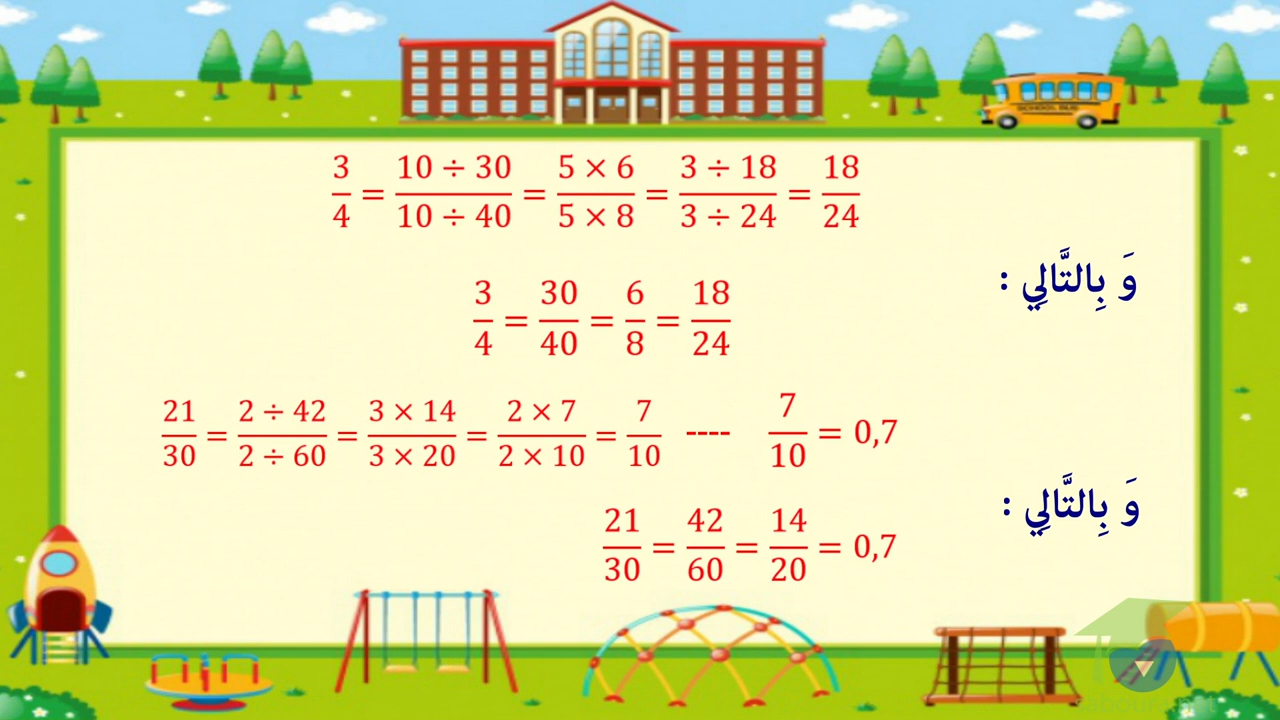 SCHOOL BUS
3/4 = (10 ÷ 30)/(10 ÷ 40) = (5 × 6)/(5 × 8) = (3 ÷ 18)/(3 ÷ 24) = 18/24
وَ بِالتَّالِي :
3/4 = 30/40 = 6/8 = 18/24
21/30 = (2 ÷ 42)/(2 ÷ 60) = (3 × 14)/(3 × 20) = (2 × 7)/(2 × 10) = 7/10 ---- 7/10 = 0,7
وَ بِالتَّالِي :
21/30 = 42/60 = 14/20 = 0,7